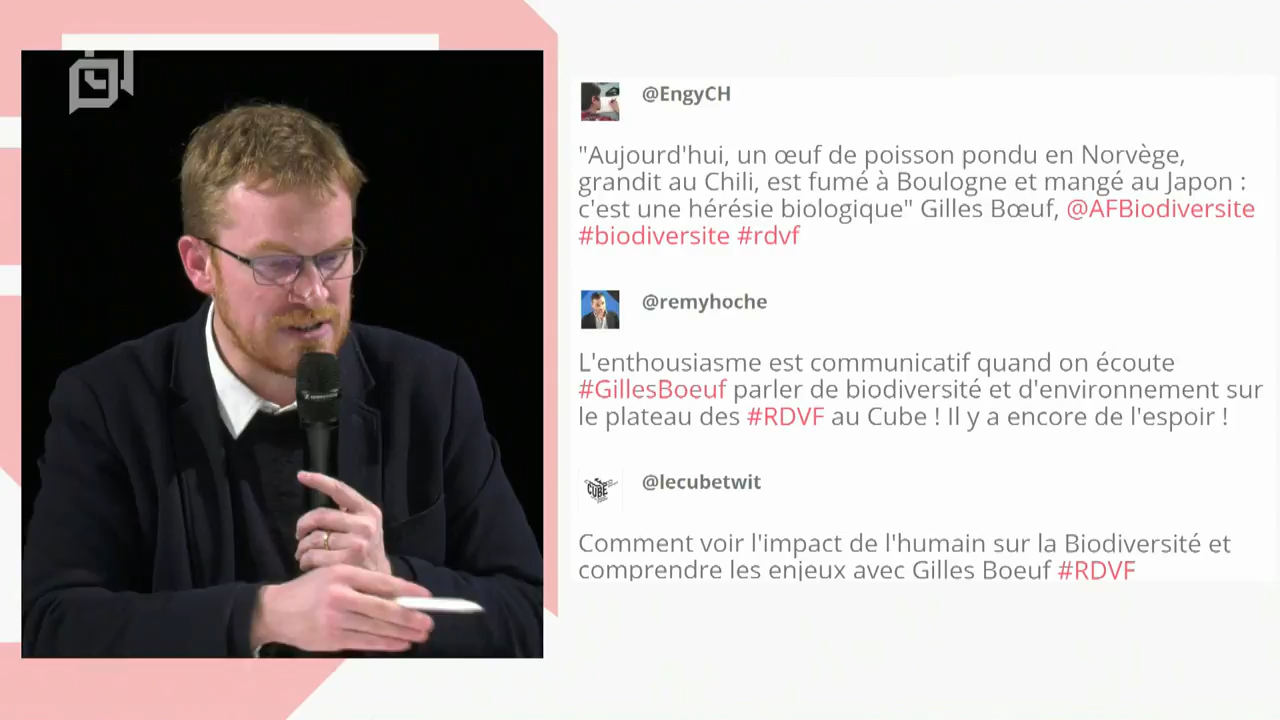 @EngyCH
"Aujourd'hui, un œuf de poisson pondu en Norvège,
grandit au Chili, est fumé à Boulogne et mangé au Japon :
c'est une hérésie biologique" Gilles Bœuf, @AFBiodiversite
#biodiversite #rdvf
@remyhoche
L'enthousiasme est communicatif quand on écoute
#GillesBoeuf parler de biodiversité et d'environnement sur
le plateau des #RDVF au Cube ! Il y a encore de l'espoir !
CUBE
@lecubetwit
Comment voir l'impact de l'humain sur la Biodiversité et
comprendre les enjeux avec Gilles Boeuf #RDVF